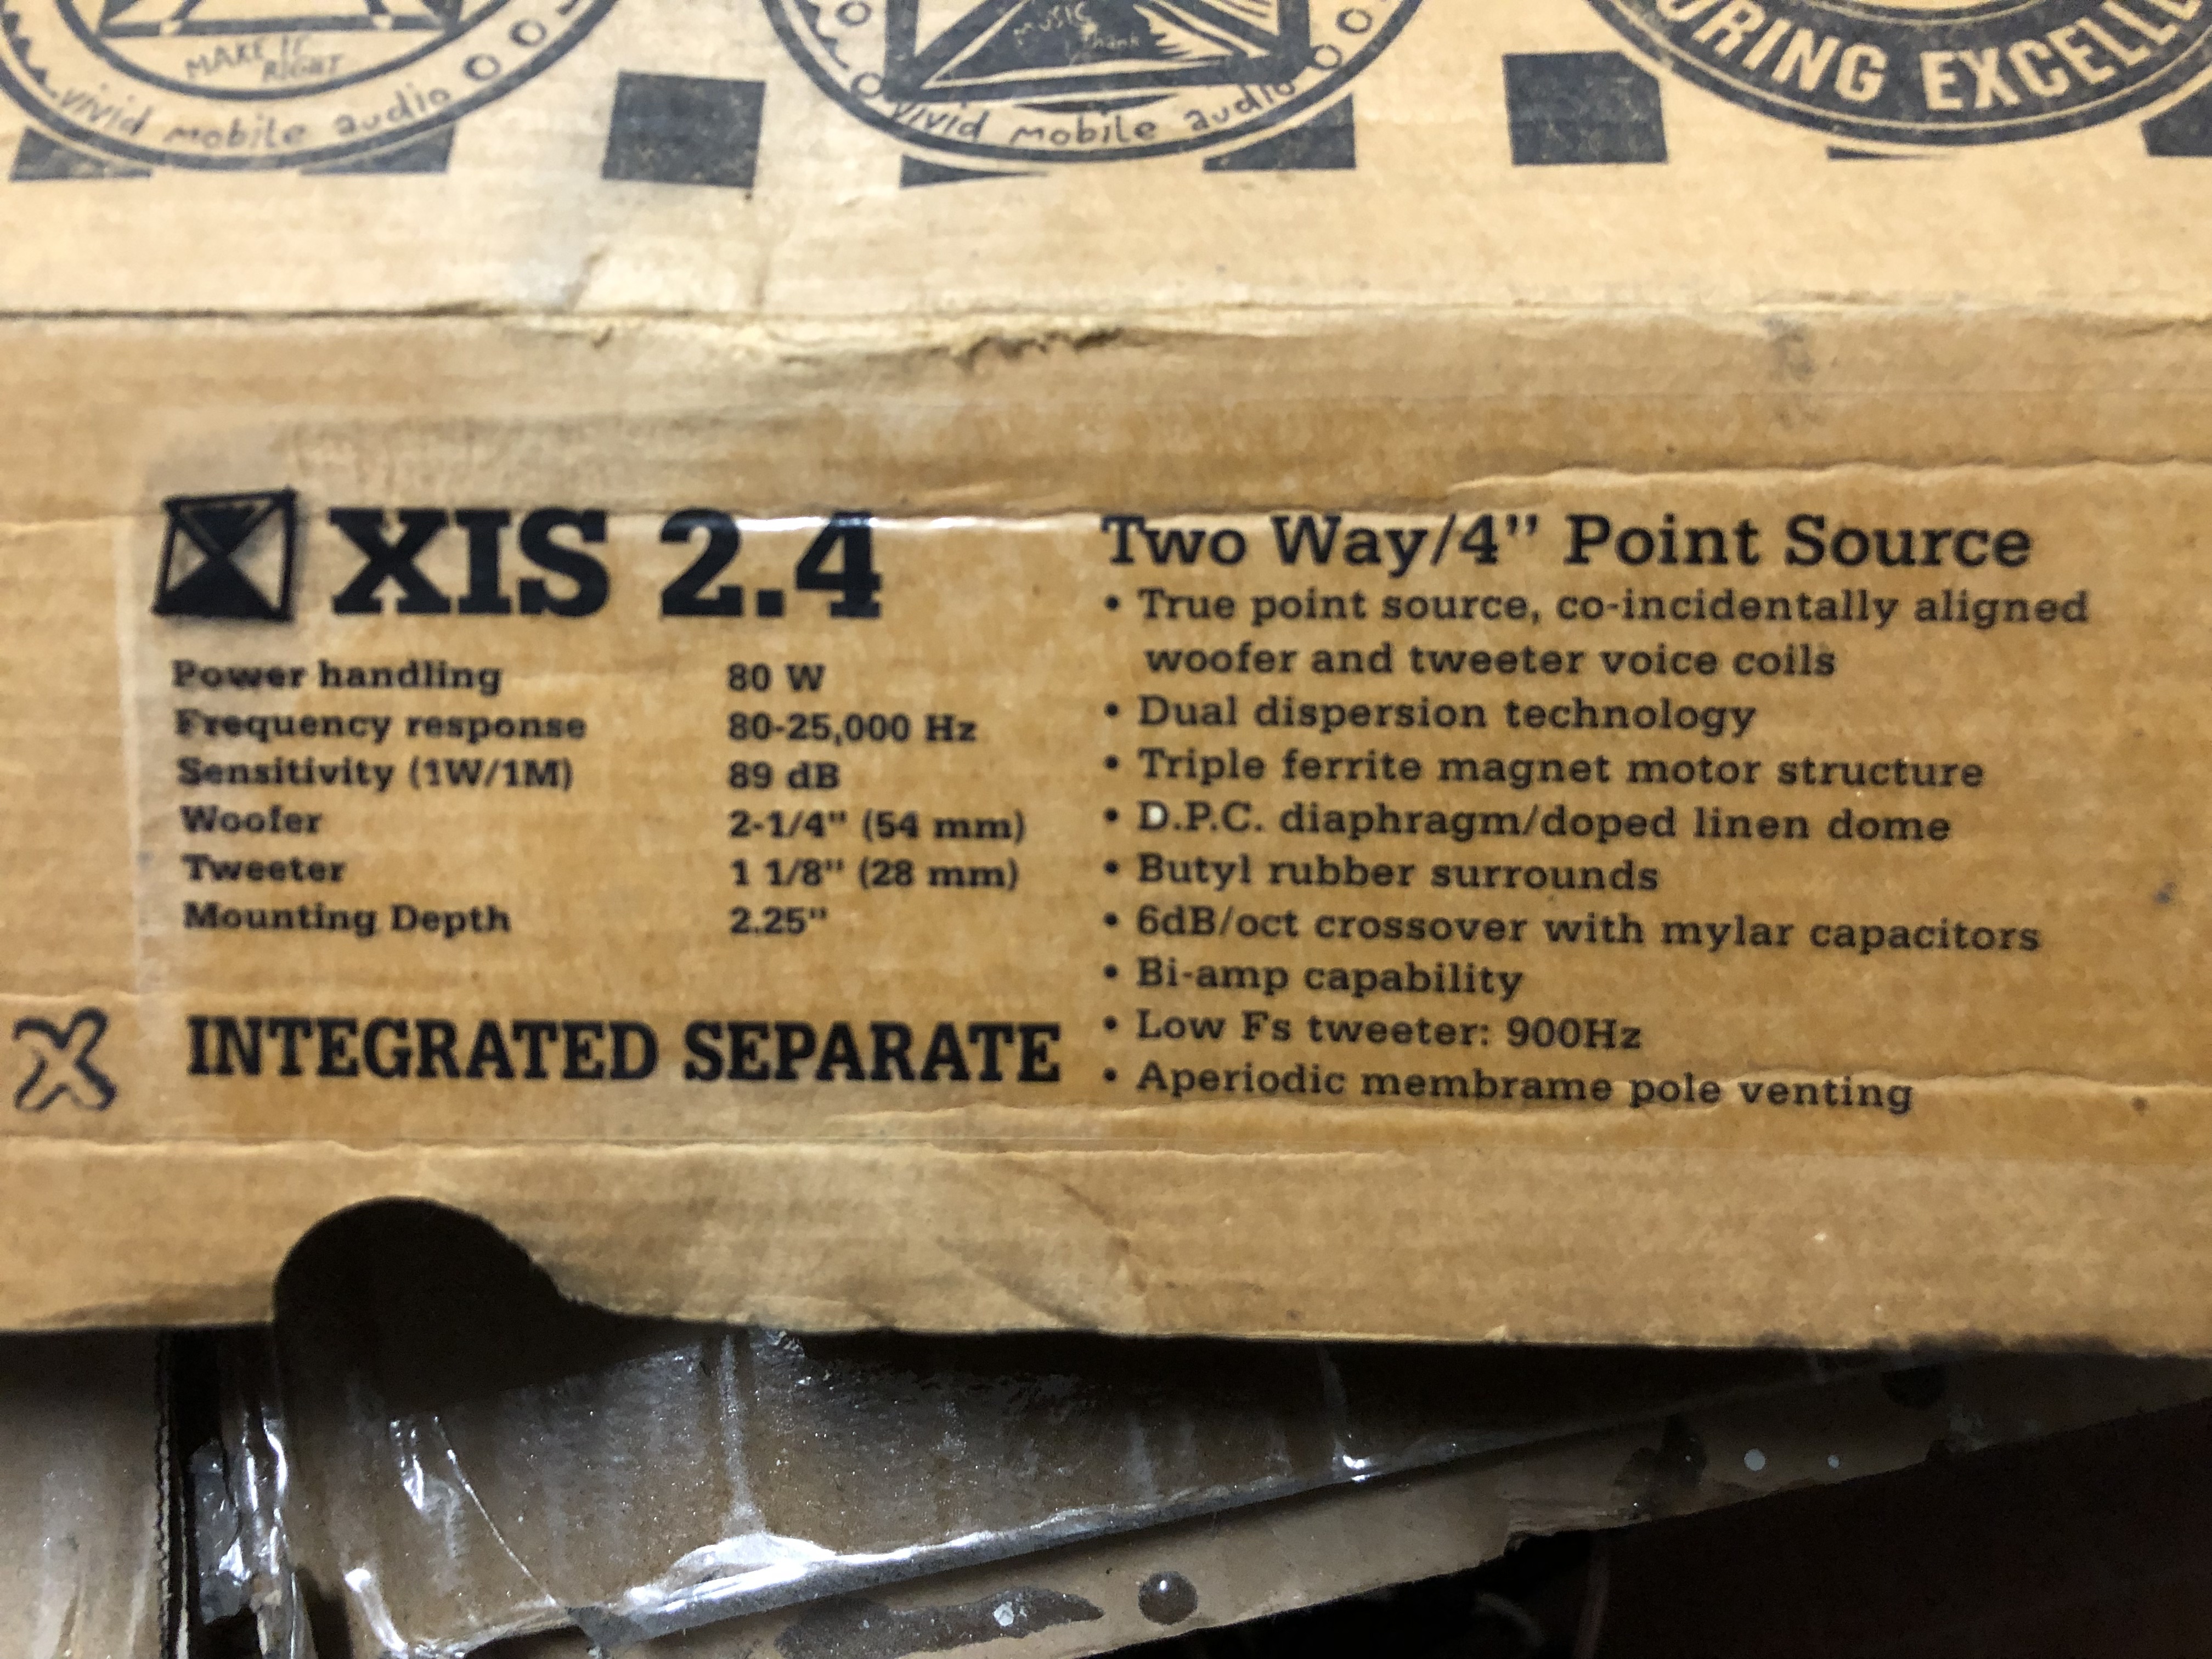 MAKE IT
RIGHT
vivid mobile audio
MUSIC
Thank
vivid mobile audio
URING EXCELL
XIS 2.4
Power handling 80 W
Frequency response 80-25,000 Hz
Sensitivity (1W/1M) 89 dB
Woofer 2-1/4" (54 mm)
Tweeter 1 1/8" (28 mm)
Mounting Depth 2.25"
X INTEGRATED SEPARATE
Two Way/4" Point Source
• True point source, co-incidentally aligned
woofer and tweeter voice coils
• Dual dispersion technology
• Triple ferrite magnet motor structure
• D.P.C. diaphragm/doped linen dome
• Butyl rubber surrounds
• 6dB/oct crossover with mylar capacitors
• Bi-amp capability
• Low Fs tweeter: 900Hz
• Aperiodic membrame pole venting